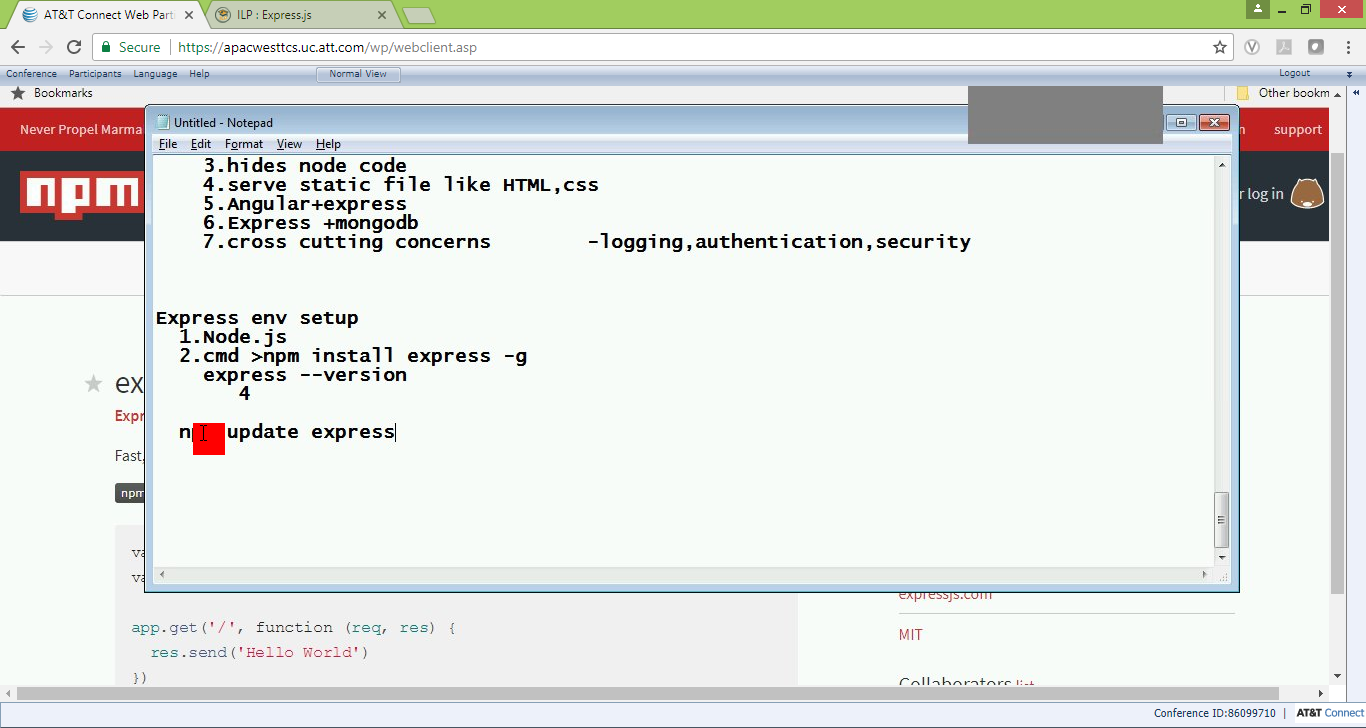 AT&T Connect Web Part
ILP : Express.js
Secure
https://apacwesttcs.uc.att.com/wp/webclient.asp
Conference Participants Language Help
Normal View
Logout
Bookmarks
Other bookm
Never Propel Marma
support
npm
r log in
Untitled - Notepad
File Edit Format View Help
3.hides node code
4.serve static file like HTML,css
5.Angular+express
6.Express +mongodb
7.cross cutting concerns -logging,authentication,security
Express env setup
1.Node.js
2.cmd >npm install express -g
express --version
4
update express
ex
Expr
Fast,
npm
va
va
app.get('/', function (req, res) {
res.send('Hello World')
})
expressjs.com
MIT
Collaborators list
Conference ID:86099710 | AT&T Connect